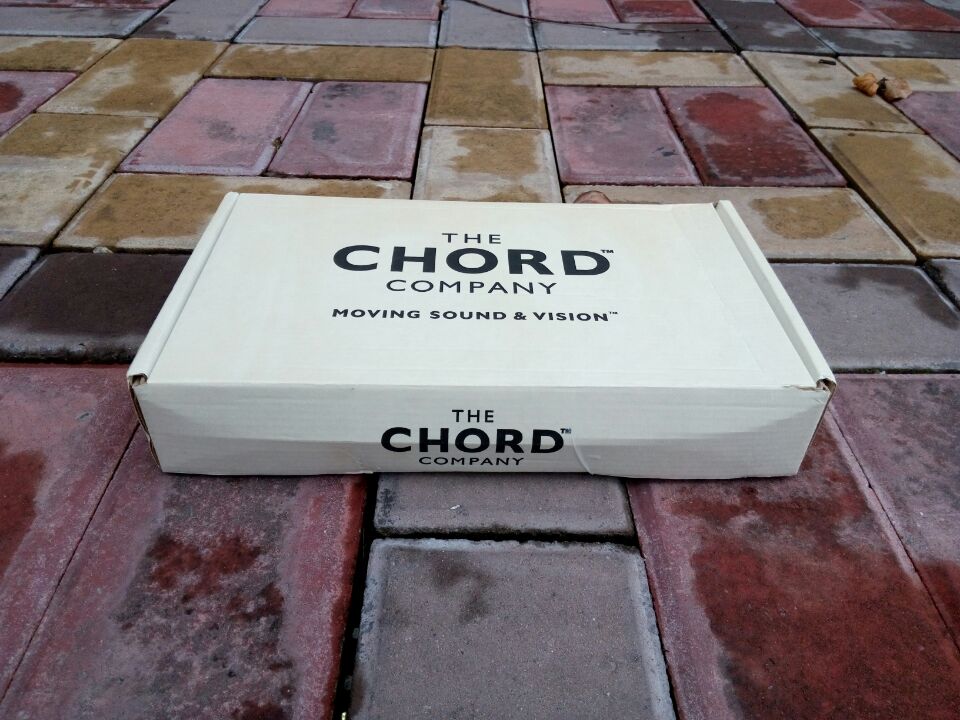 THE
CHORD™
COMPANY
MOVING SOUND & VISION™
THE
CHORD™
COMPANY